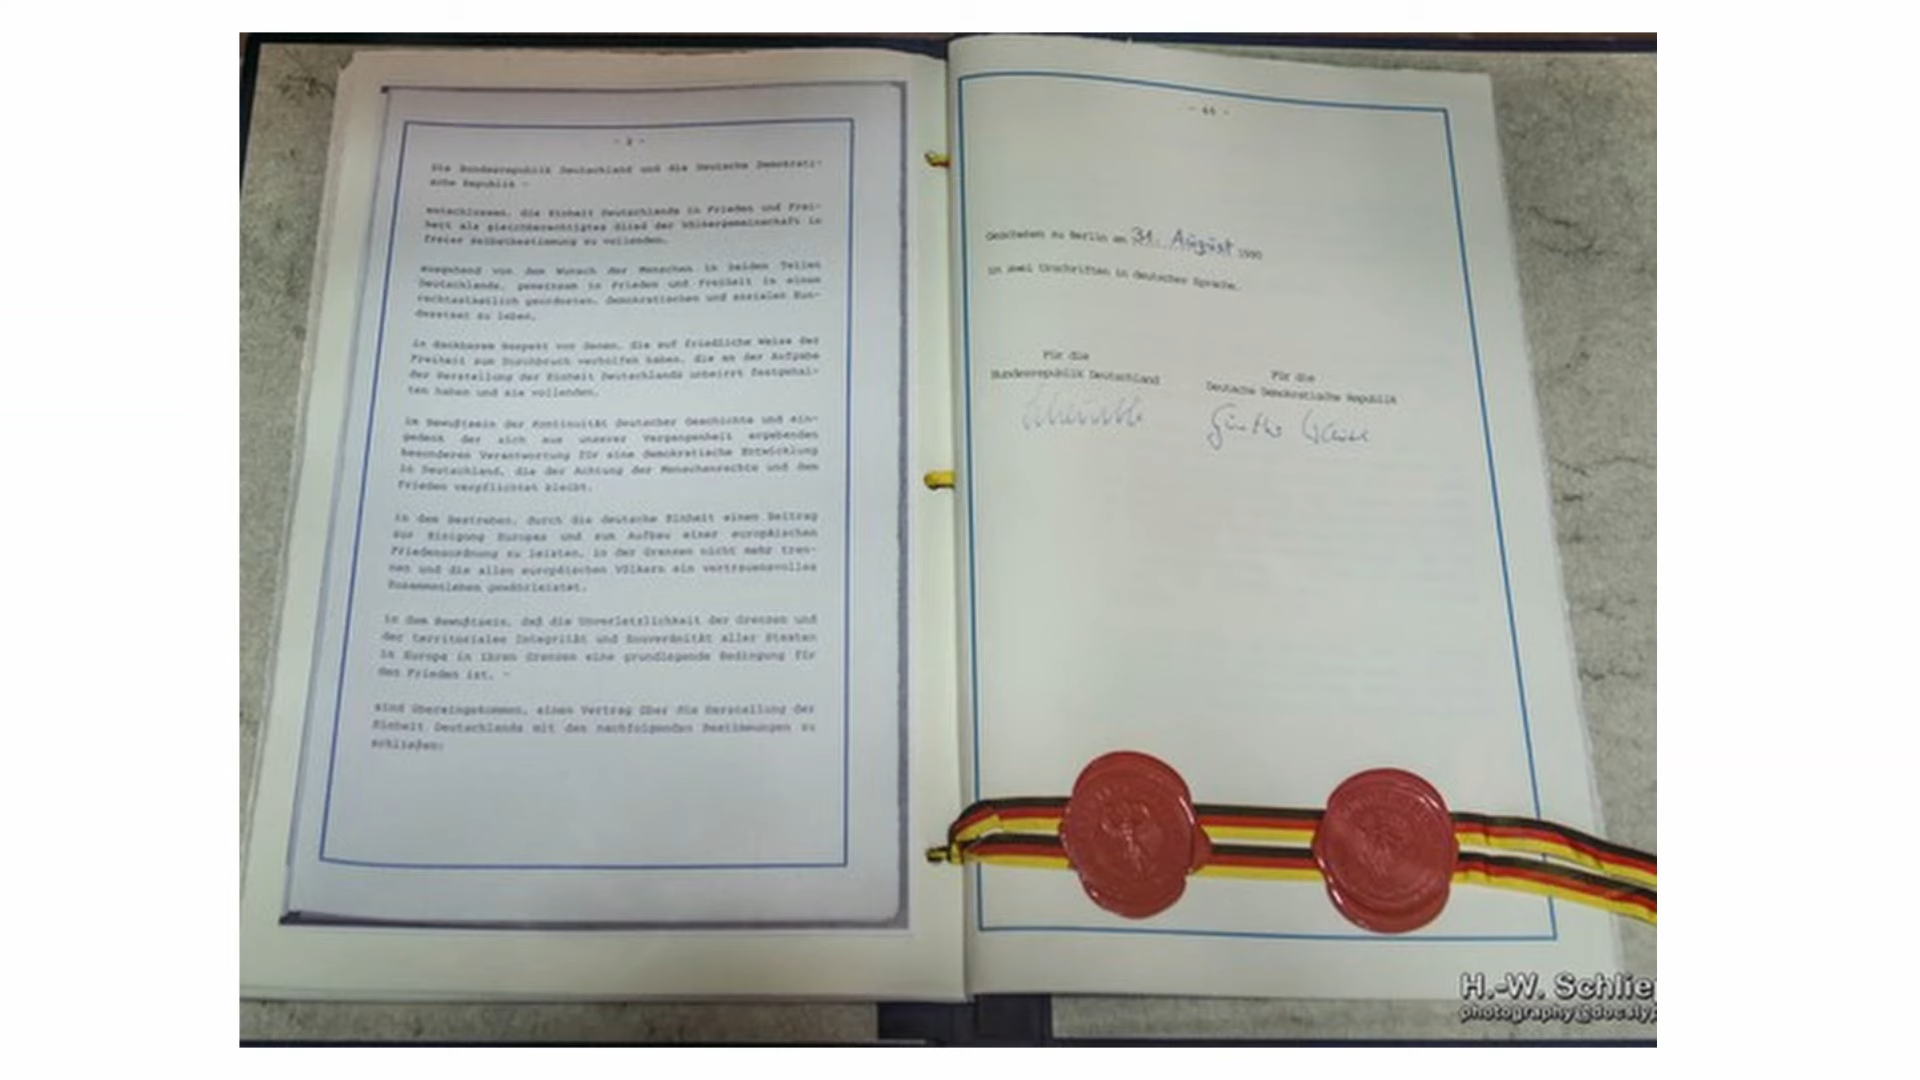 - 2 -
Die Bundesrepublik Deutschland und die Deutsche Demokrati-
sche Republik -
entschlossen, die Einheit Deutschlands in Frieden und Frei-
heit als gleichberechtigtes Glied der Völkergemeinschaft in
freier Selbstbestimmung zu vollenden,
ausgehend von dem Wunsch der Menschen in beiden Teilen
Deutschlands, gemeinsam in Frieden und Freiheit in einem
rechtsstaatlich geordneten, demokratischen und sozialen Bun-
desstaat zu leben,
in dankbarem Respekt vor denen, die auf friedliche Weise der
Freiheit zum Durchbruch verholfen haben, die an der Aufgabe
der Herstellung der Einheit Deutschlands unbeirrt festgehal-
ten haben und sie vollenden,
im Bewußtsein der Kontinuität deutscher Geschichte und ein-
gedenk der sich aus unserer Vergangenheit ergebenden
besonderen Verantwortung für eine demokratische Entwicklung
in Deutschland, die der Achtung der Menschenrechte und dem
Frieden verpflichtet bleibt,
in dem Bestreben, durch die deutsche Einheit einen Beitrag
zur Einigung Europas und zum Aufbau einer europäischen
Friedensordnung zu leisten, in der Grenzen nicht mehr tren-
nen und die allen europäischen Völkern ein vertrauensvolles
Zusammenleben gewährleistet,
in dem Bewußtsein, daß die Unverletzlichkeit der Grenzen und
der territorialen Integrität und Souveränität aller Staaten
in Europa in ihren Grenzen eine grundlegende Bedingung für
den Frieden ist, -
sind übereingekommen, einen Vertrag über die Herstellung der
Einheit Deutschlands mit den nachfolgenden Bestimmungen zu
schließen:
Geschehen zu Berlin am 31. August 1990
in zwei Urschriften in deutscher Sprache.
Für die
Bundesrepublik Deutschland
Für die
Deutsche Demokratische Republik
Günther Krause
H.-W. Schlie
photography@docsly